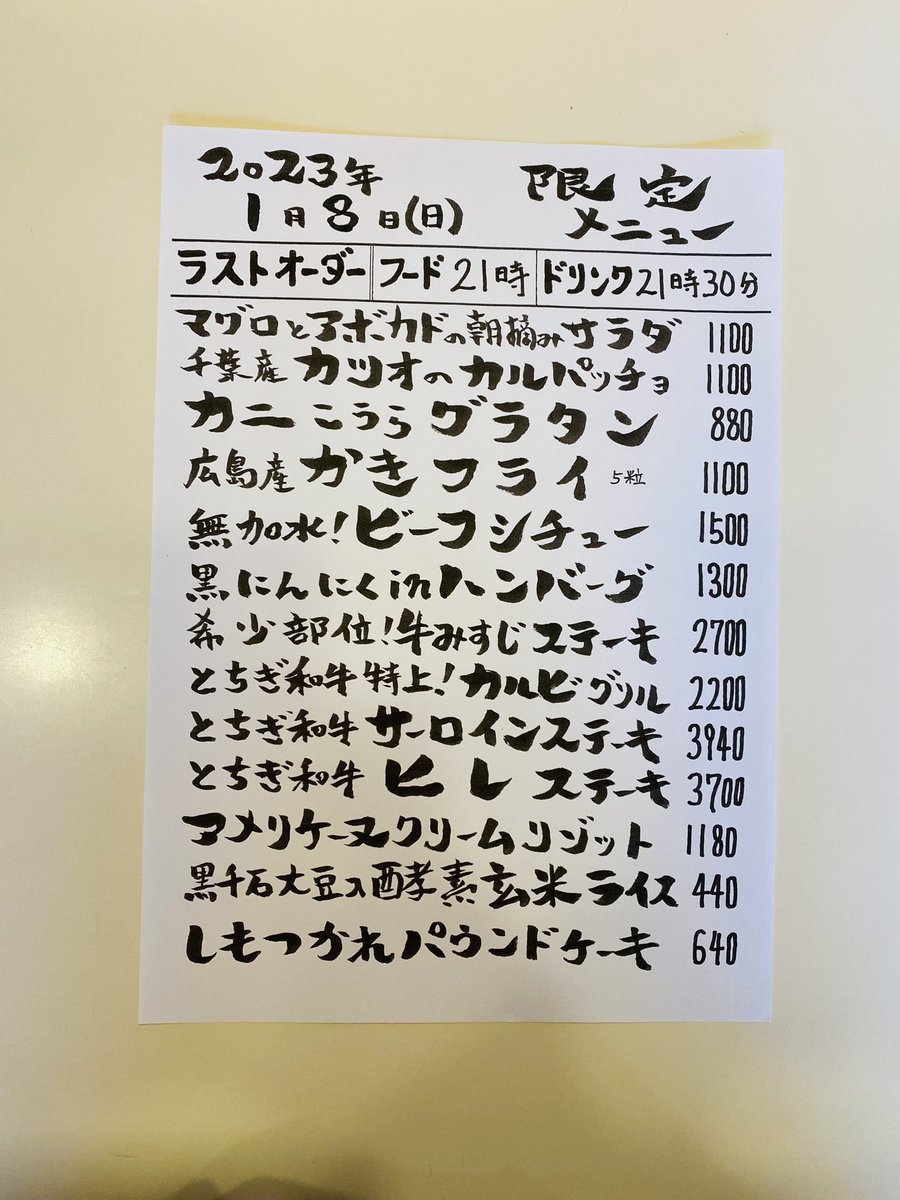 2023年
1月8日(日)
限定
メニュー
ラストオーダー フード21時 ドリンク21時30分
マグロとアボカドの朝摘みサラダ 1100
千葉産 カツオのカルパッチョ 1100
カニこうらグラタン 880
広島産 かきフライ 5粒 1100
無加水!ビーフシチュー 1500
黒にんにくinハンバーグ 1300
希少部位!牛みすじステーキ 2700
とちぎ和牛特上!カルビグリル 2200
とちぎ和牛 サーロインステーキ 3940
とちぎ和牛 ヒレステーキ 3700
アメリケーヌクリームリゾット 1180
黒千石大豆入酵素玄米ライス 440
しもつかれパウンドケーキ 640